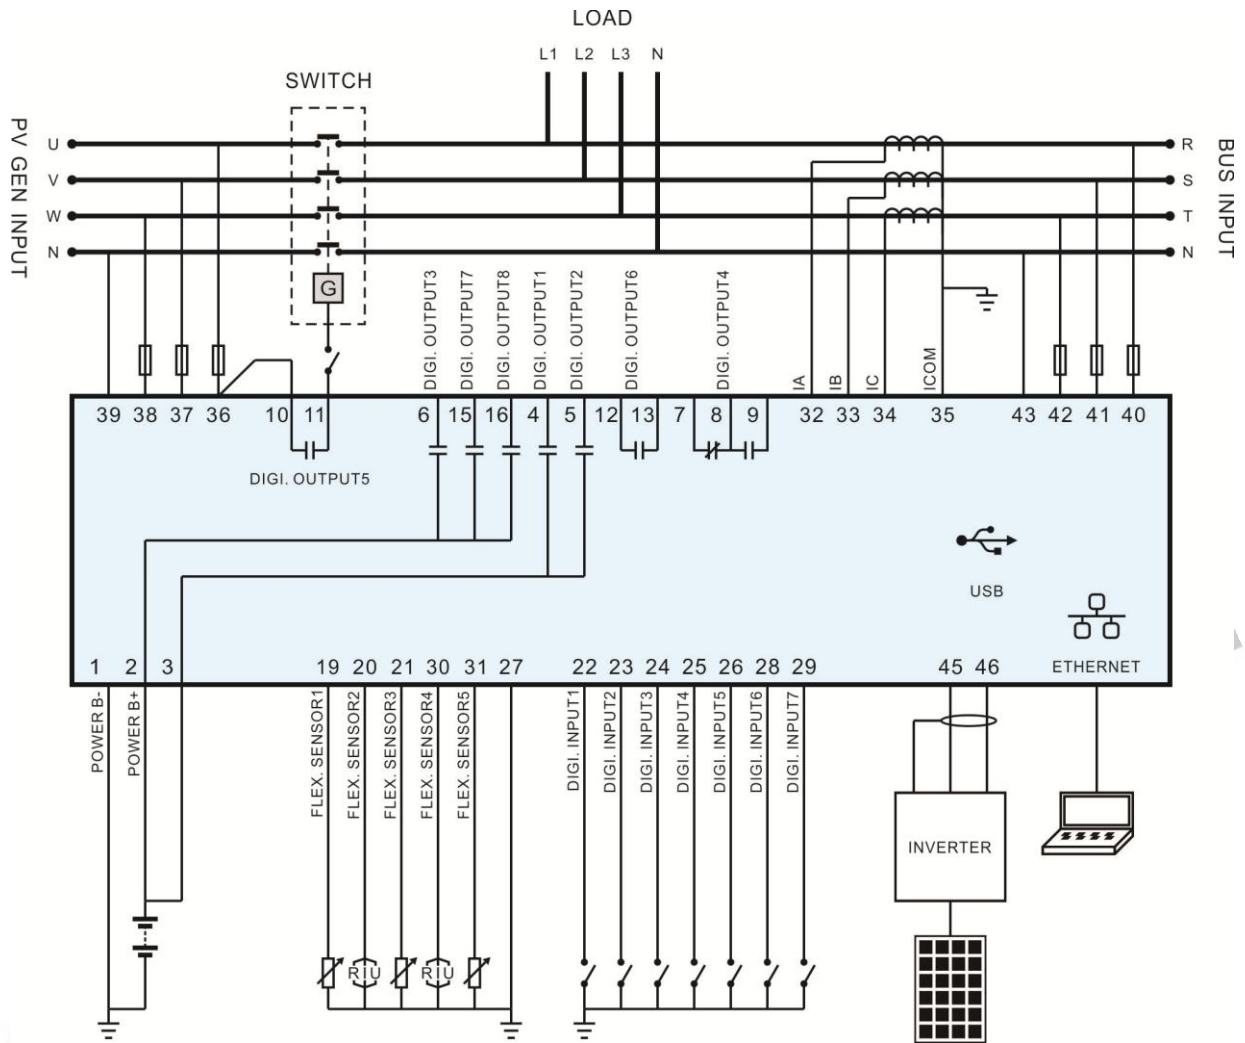 LOAD
L1 L2 L3 N
SWITCH
PV GEN INPUT
U
V
W
N
R
S
T
N
BUS INPUT
G
DIGI. OUTPUT3
DIGI. OUTPUT7
DIGI. OUTPUT8
DIGI. OUTPUT1
DIGI. OUTPUT2
DIGI. OUTPUT6
DIGI. OUTPUT4
IA
IB
IC
ICOM
39 38 37 36 10 11 6 15 16 4 5 12 13 7 8 9 32 33 34 35 43 42 41 40
DIGI. OUTPUT5
USB
ETHERNET
1 2 3 19 20 21 30 31 27 22 23 24 25 26 28 29 45 46
POWER B-
POWER B+
FLEX. SENSOR1
FLEX. SENSOR2
FLEX. SENSOR3
FLEX. SENSOR4
FLEX. SENSOR5
DIGI. INPUT1
DIGI. INPUT2
DIGI. INPUT3
DIGI. INPUT4
DIGI. INPUT5
DIGI. INPUT6
DIGI. INPUT7
INVERTER
R I U
R I U